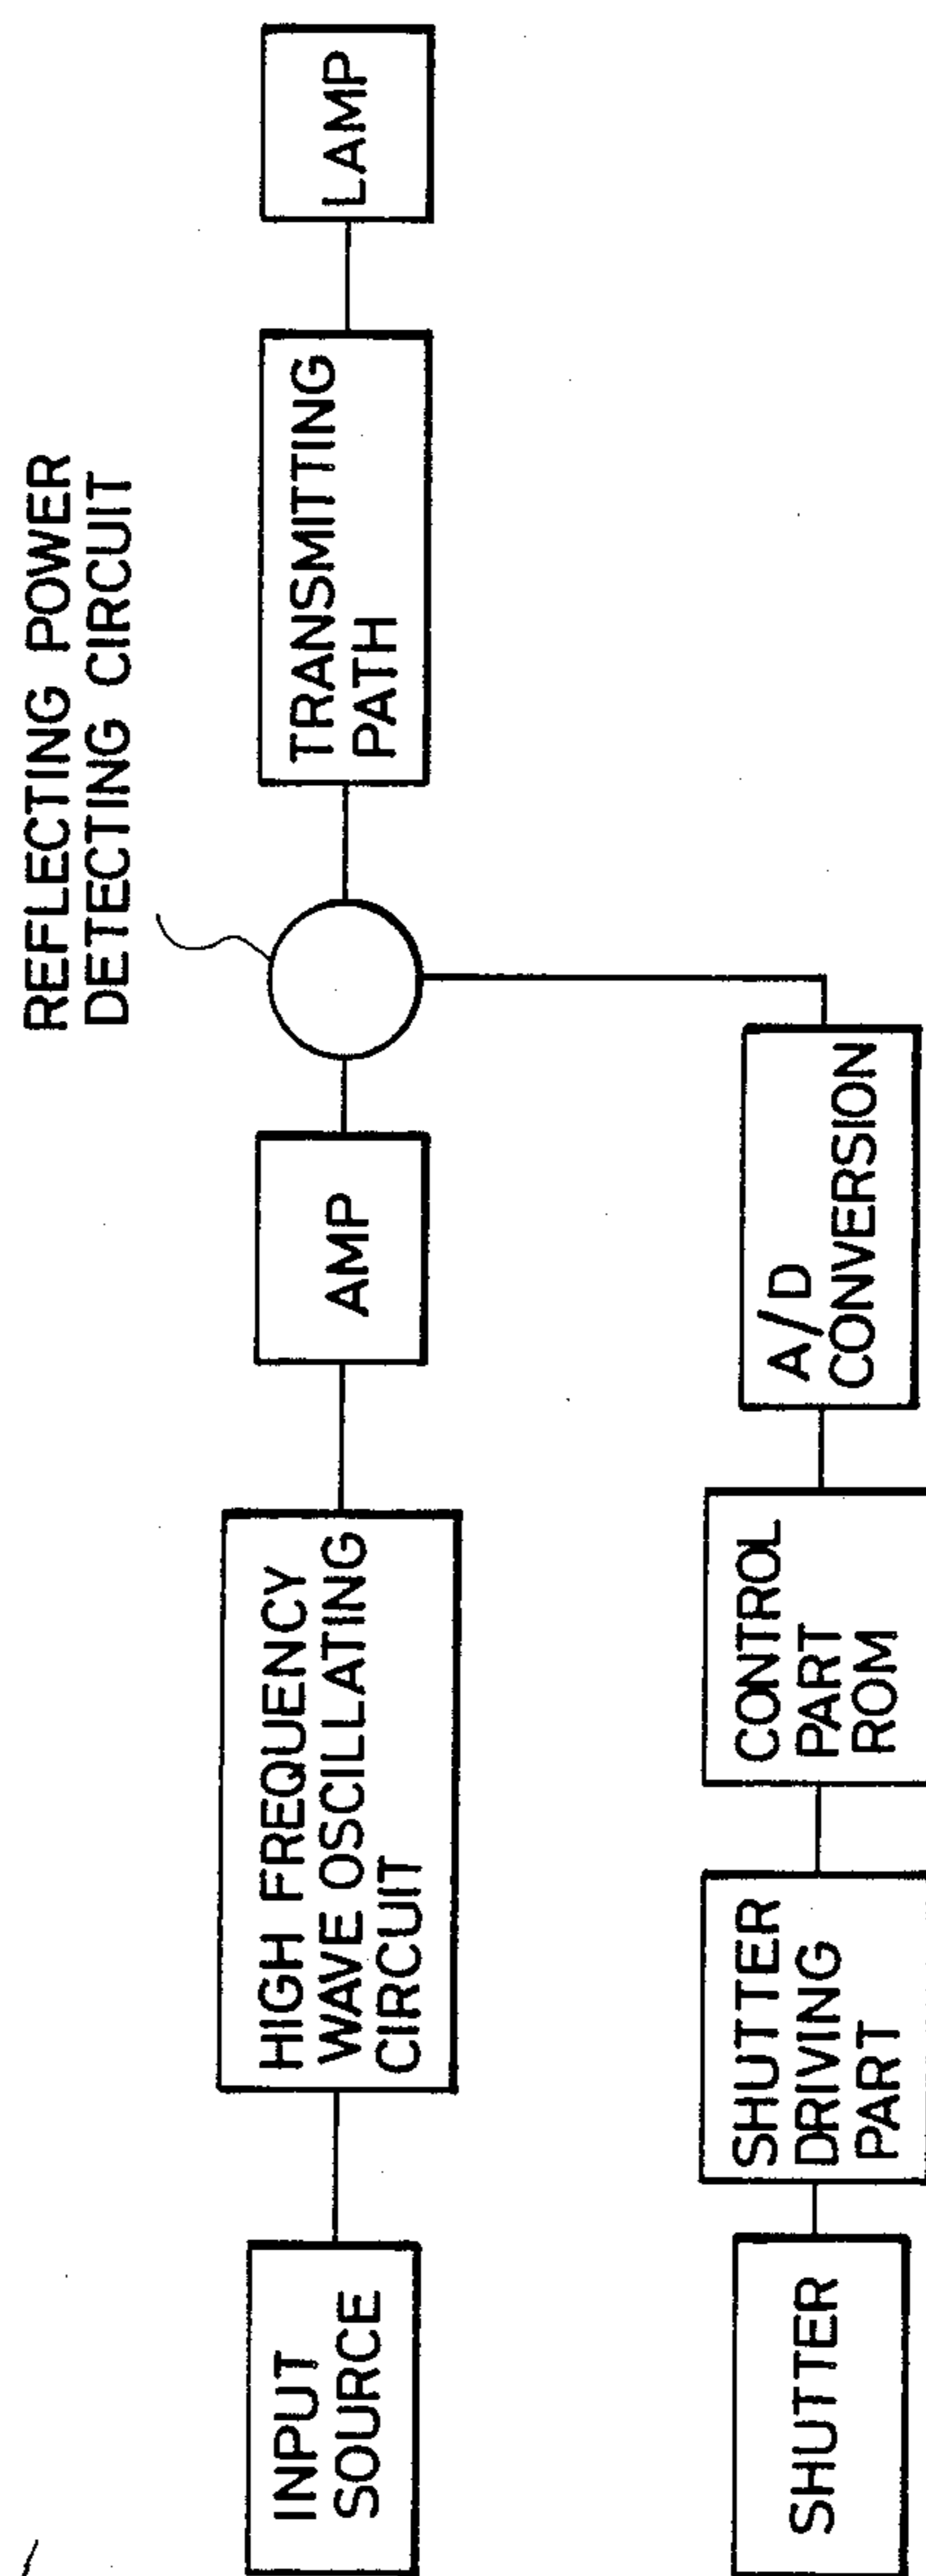 REFLECTING POWER
DETECTING CIRCUIT
INPUT
SOURCE
HIGH FREQUENCY
WAVE OSCILLATING
CIRCUIT
AMP
TRANSMITTING
PATH
LAMP
SHUTTER
SHUTTER
DRIVING
PART
CONTROL
PART
ROM
A/D
CONVERSION